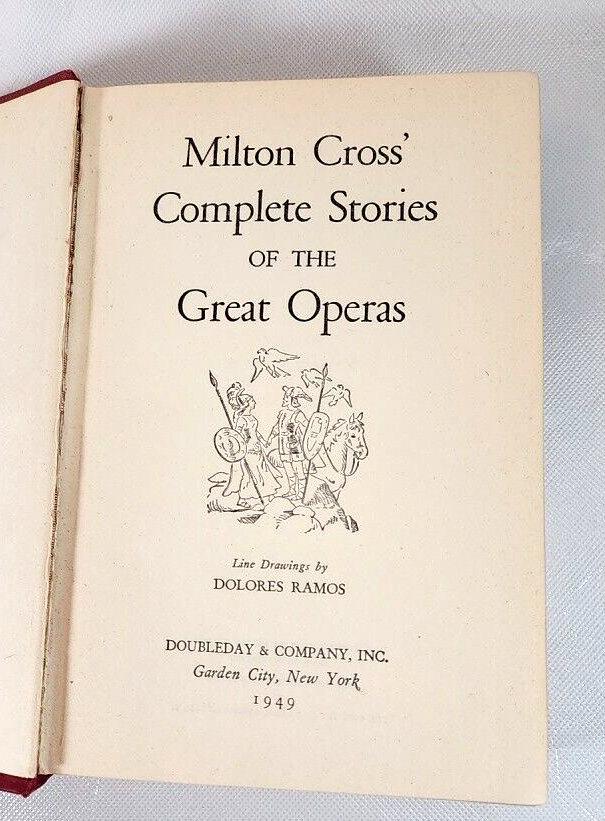 Milton Cross'
Complete Stories
OF THE
Great Operas
Line Drawings by
DOLORES RAMOS
DOUBLEDAY & COMPANY, INC.
Garden City, New York
1949